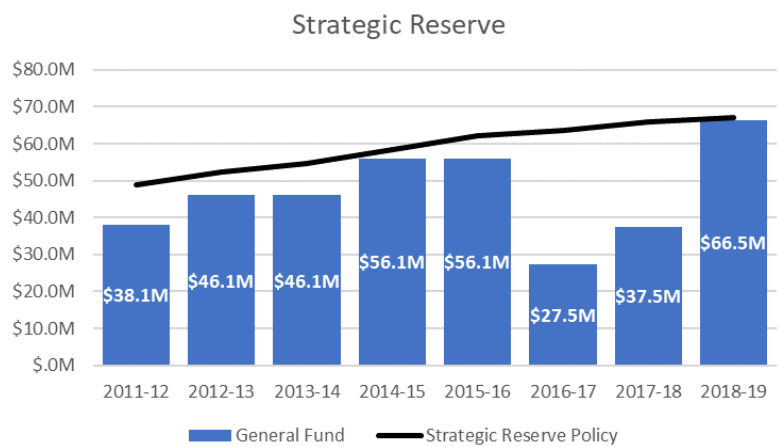 Strategic Reserve
$80.0M
$70.0M
$60.0M
$50.0M
$40.0M
$30.0M
$20.0M
$10.0M
$.0M
$38.1M
$46.1M
$46.1M
$56.1M
$56.1M
$27.5M
$37.5M
$66.5M
2011-12 2012-13 2013-14 2014-15 2015-16 2016-17 2017-18 2018-19
General Fund Strategic Reserve Policy